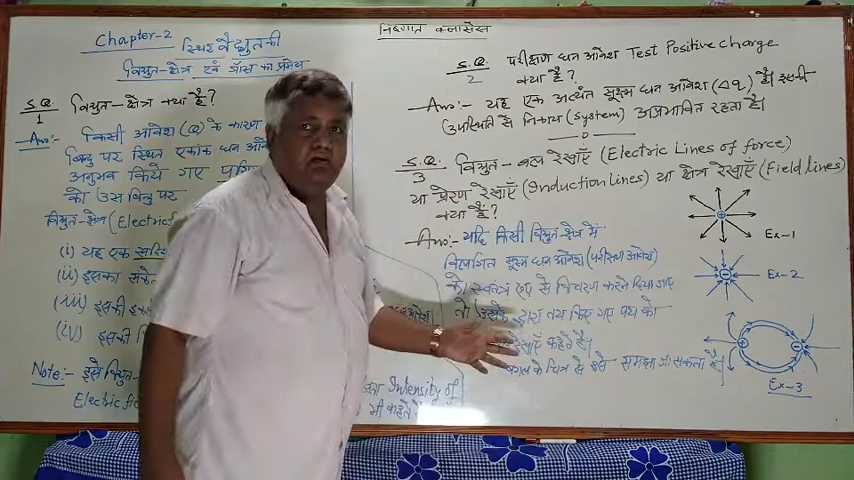 Chapter-2 स्थिर वैद्युतकी
विद्युत-क्षेत्र एवं गॉस का प्रमेय
S.Q. 1 विद्युत-क्षेत्र क्या है?
Ans:- किसी आवेश (Q) के कारण
बिन्दु पर स्थित एकांक धन
अनुभव किये गए
को उस बिन्दु पर
विद्युत-क्षेत्र (Electric
(i) यह एक सदिश
(ii) इसका
(iii) इसकी
(iv) इसकी
Note:- इसे विद्युत-
Electric
Intensity of
भी कहते
निष्णात क्लासेस
S.Q. 2 परीक्षण धन आवेश Test Positive charge
क्या है?
Ans:- यह एक अत्यंत सूक्ष्म धन आवेश (Δq) है। इसकी
उपस्थिति से निकाय (system) अप्रभावित रहता है।
S.Q. 3 विद्युत-बल रेखाएँ (Electric Lines of force)
या प्रेरण रेखाएँ (Induction Lines) या क्षेत्र रेखाएँ (Field lines)
क्या है?
Ans:- यदि किसी विद्युत-क्षेत्र में
विलगित सूक्ष्म धन आवेश (परीक्षण आवेश)
को स्वतंत्र रूप से विचरण करने दिया जाए
तो उसके द्वारा तय किए गए पथ को
रेखाएँ कहते हैं।
बगल के चित्र से इसे समझा जा सकता है।
Ex-1
Ex-2
Ex-3